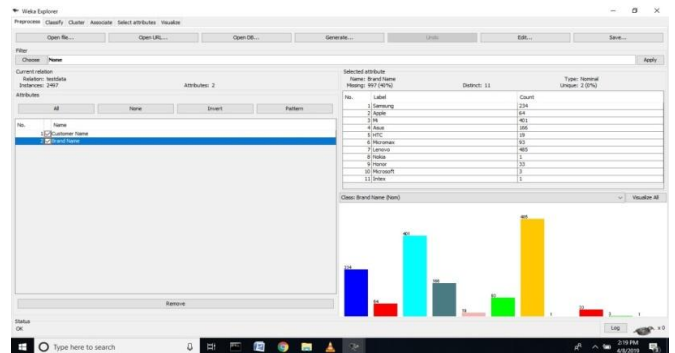 Weka Explorer
Preprocess Classify Cluster Associate Select attributes Visualize
Open file... Open URL... Open DB... Generate... Undo Edit... Save...
Filter
Choose None Apply
Current relation
Relation: testdata
Instances: 2497 Attributes: 2
Selected attribute
Name: Brand Name Type: Nominal
Missing: 997 (40%) Distinct: 11 Unique: 2 (0%)
Attributes
All None Invert Pattern
No. Name
1 Customer Name
2 Brand Name
No. Label Count
1 Samsung 234
2 Apple 64
3 Mi 401
4 Asus
5 HTC
6 Micromax 93
7 Lenovo 485
8 Nokia 1
9 Honor 33
10 Microsoft 3
11 Intex 1
Class: Brand Name (Nom) Visualize All
234
64
401
485
Remove
Status
OK
Log x 0
Type here to search
2:19 PM
4/8/2019